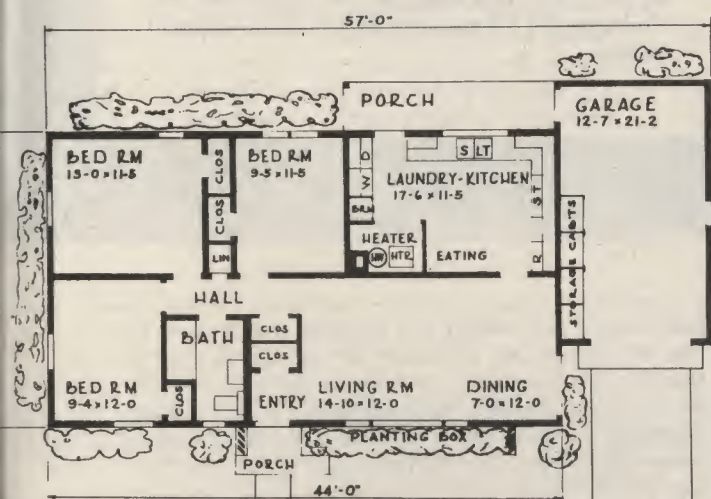 57'-0"
PORCH
GARAGE
12-7 x 21-2
BED RM
13-0 x 11-5
CLOS
BED RM
9-5 x 11-5
D
W
BRM
S
LT
LAUNDRY-KITCHEN
17-6 x 11-5
ST
CLOS
LIN
HEATER
HW
HTR
EATING
R
STORAGE CABTS
HALL
BATH
CLOS
CLOS
BED RM
9-4 x 12-0
CLOS
ENTRY
LIVING RM
14-10 x 12-0
DINING
7-0 x 12-0
PLANTING BOX
PORCH
44'-0"